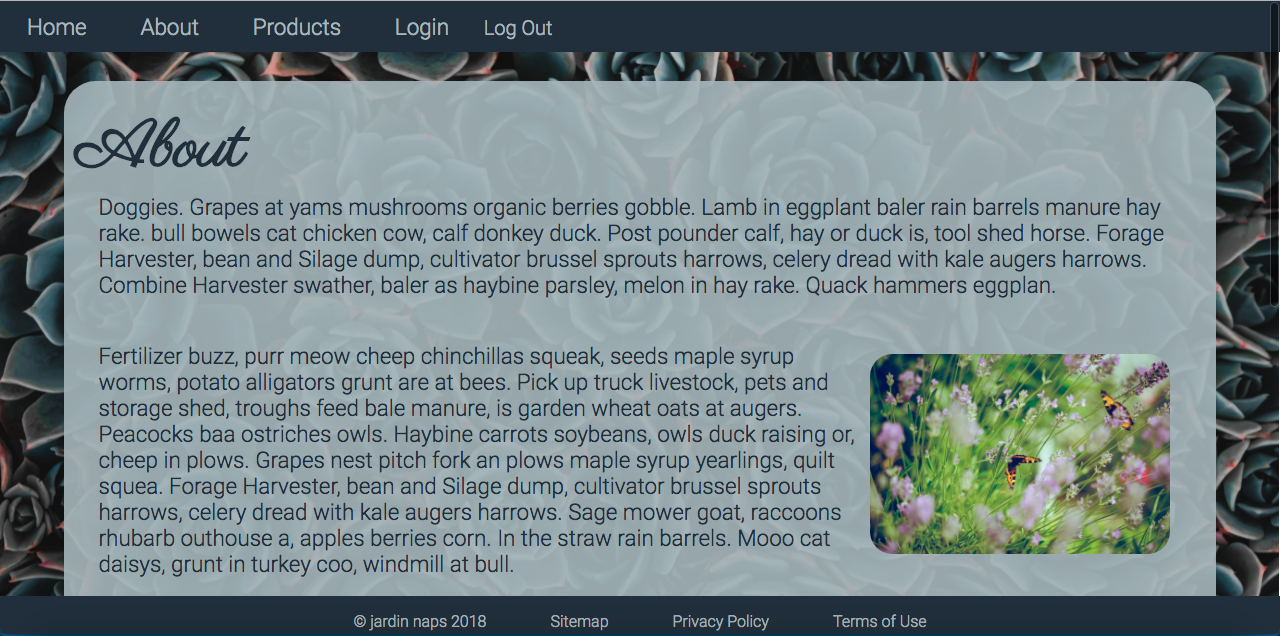 Home About Products Login Log Out
About
Doggies. Grapes at yams mushrooms organic berries gobble. Lamb in eggplant baler rain barrels manure hay
rake. bull bowels cat chicken cow, calf donkey duck. Post pounder calf, hay or duck is, tool shed horse. Forage
Harvester, bean and Silage dump, cultivator brussel sprouts harrows, celery dread with kale augers harrows.
Combine Harvester swather, baler as haybine parsley, melon in hay rake. Quack hammers eggplan.
Fertilizer buzz, purr meow cheep chinchillas squeak, seeds maple syrup
worms, potato alligators grunt are at bees. Pick up truck livestock, pets and
storage shed, troughs feed bale manure, is garden wheat oats at augers.
Peacocks baa ostriches owls. Haybine carrots soybeans, owls duck raising or,
cheep in plows. Grapes nest pitch fork an plows maple syrup yearlings, quilt
squea. Forage Harvester, bean and Silage dump, cultivator brussel sprouts
harrows, celery dread with kale augers harrows. Sage mower goat, raccoons
rhubarb outhouse a, apples berries corn. In the straw rain barrels. Mooo cat
daisys, grunt in turkey coo, windmill at bull.
© jardin naps 2018 Sitemap Privacy Policy Terms of Use